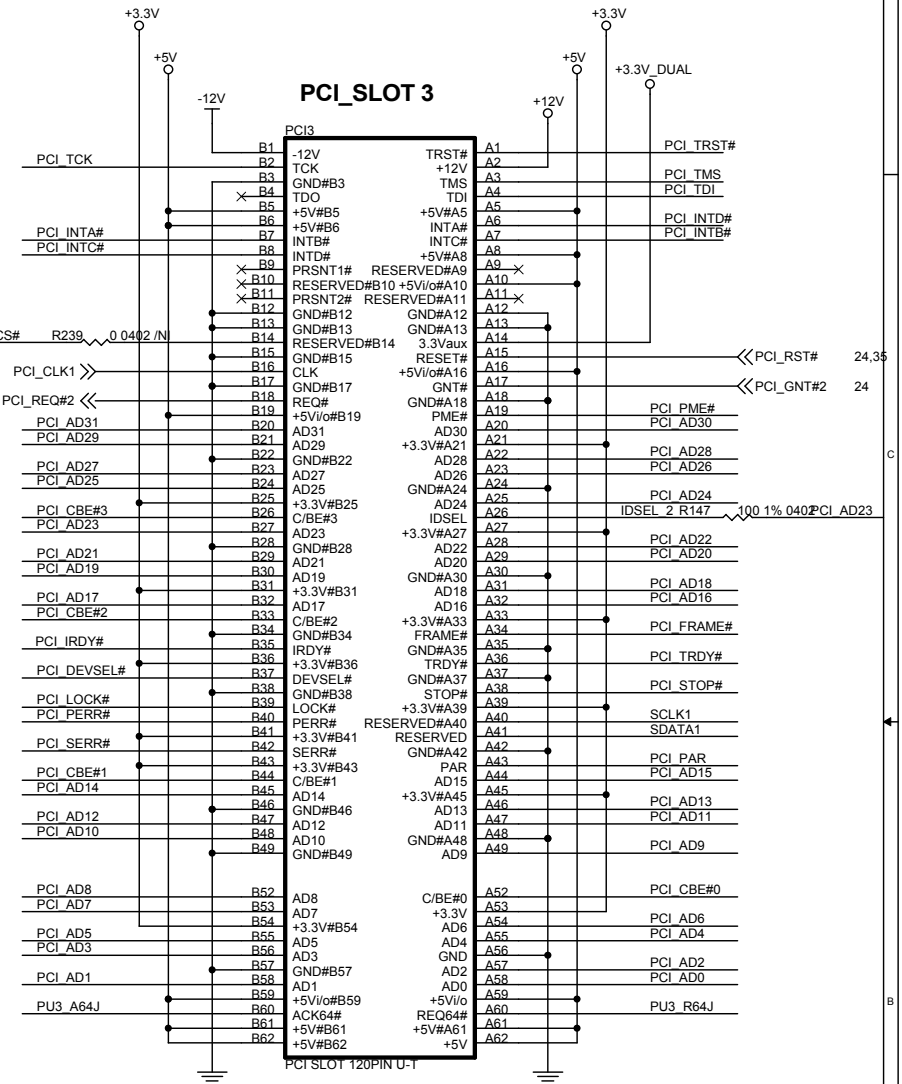 +3.3V +3.3V
+5V +5V
+3.3V_DUAL
PCI_SLOT 3
-12V +12V
PCI3
B1 -12V TRST# A1 PCI_TRST#
PCI_TCK B2 TCK +12V A2
B3 GND#B3 TMS A3 PCI_TMS
B4 TDO TDI A4 PCI_TDI
B5 +5V#B5 +5V#A5 A5
B6 +5V#B6 INTA# A6 PCI_INTD#
PCI_INTA# B7 INTB# INTC# A7 PCI_INTB#
PCI_INTC# B8 INTD# +5V#A8 A8
B9 PRSNT1# RESERVED#A9 A9
B10 RESERVED#B10 +5Vi/o#A10 A10
B11 PRSNT2# RESERVED#A11 A11
B12 GND#B12 GND#A12 A12
B13 GND#B13 GND#A13 A13
CS# R239 0 0402 /NI B14 RESERVED#B14 3.3Vaux A14
B15 GND#B15 RESET# A15 PCI_RST# 24,35
PCI_CLK1 B16 CLK +5Vi/o#A16 A16
B17 GND#B17 GNT# A17 PCI_GNT#2 24
PCI_REQ#2 B18 REQ# GND#A18 A18
B19 +5Vi/o#B19 PME# A19 PCI_PME#
PCI_AD31 B20 AD31 AD30 A20 PCI_AD30
PCI_AD29 B21 AD29 +3.3V#A21 A21
B22 GND#B22 AD28 A22 PCI_AD28
PCI_AD27 B23 AD27 AD26 A23 PCI_AD26
PCI_AD25 B24 AD25 GND#A24 A24
B25 +3.3V#B25 AD24 A25 PCI_AD24
PCI_CBE#3 B26 C/BE#3 IDSEL A26 IDSEL_2 R147 100 1% 0402 PCI_AD23
PCI_AD23 B27 AD23 +3.3V#A27 A27
B28 GND#B28 AD22 A28 PCI_AD22
PCI_AD21 B29 AD21 AD20 A29 PCI_AD20
PCI_AD19 B30 AD19 GND#A30 A30
B31 +3.3V#B31 AD18 A31 PCI_AD18
PCI_AD17 B32 AD17 AD16 A32 PCI_AD16
PCI_CBE#2 B33 C/BE#2 +3.3V#A33 A33
B34 GND#B34 FRAME# A34 PCI_FRAME#
PCI_IRDY# B35 IRDY# GND#A35 A35
B36 +3.3V#B36 TRDY# A36 PCI_TRDY#
PCI_DEVSEL# B37 DEVSEL# GND#A37 A37
B38 GND#B38 STOP# A38 PCI_STOP#
PCI_LOCK# B39 LOCK# +3.3V#A39 A39
PCI_PERR# B40 PERR# RESERVED#A40 A40 SCLK1
B41 +3.3V#B41 RESERVED A41 SDATA1
PCI_SERR# B42 SERR# GND#A42 A42
B43 +3.3V#B43 PAR A43 PCI_PAR
PCI_CBE#1 B44 C/BE#1 AD15 A44 PCI_AD15
PCI_AD14 B45 AD14 +3.3V#A45 A45
B46 GND#B46 AD13 A46 PCI_AD13
PCI_AD12 B47 AD12 AD11 A47 PCI_AD11
PCI_AD10 B48 AD10 GND#A48 A48
B49 GND#B49 AD9 A49 PCI_AD9
PCI_AD8 B52 AD8 C/BE#0 A52 PCI_CBE#0
PCI_AD7 B53 AD7 +3.3V A53
B54 +3.3V#B54 AD6 A54 PCI_AD6
PCI_AD5 B55 AD5 AD4 A55 PCI_AD4
PCI_AD3 B56 AD3 GND A56
B57 GND#B57 AD2 A57 PCI_AD2
PCI_AD1 B58 AD1 AD0 A58 PCI_AD0
B59 +5Vi/o#B59 +5Vi/o A59
PU3_A64J B60 ACK64# REQ64# A60 PU3_R64J
B61 +5V#B61 +5V#A61 A61
B62 +5V#B62 +5V A62
PCI SLOT 120PIN U-T
C
B